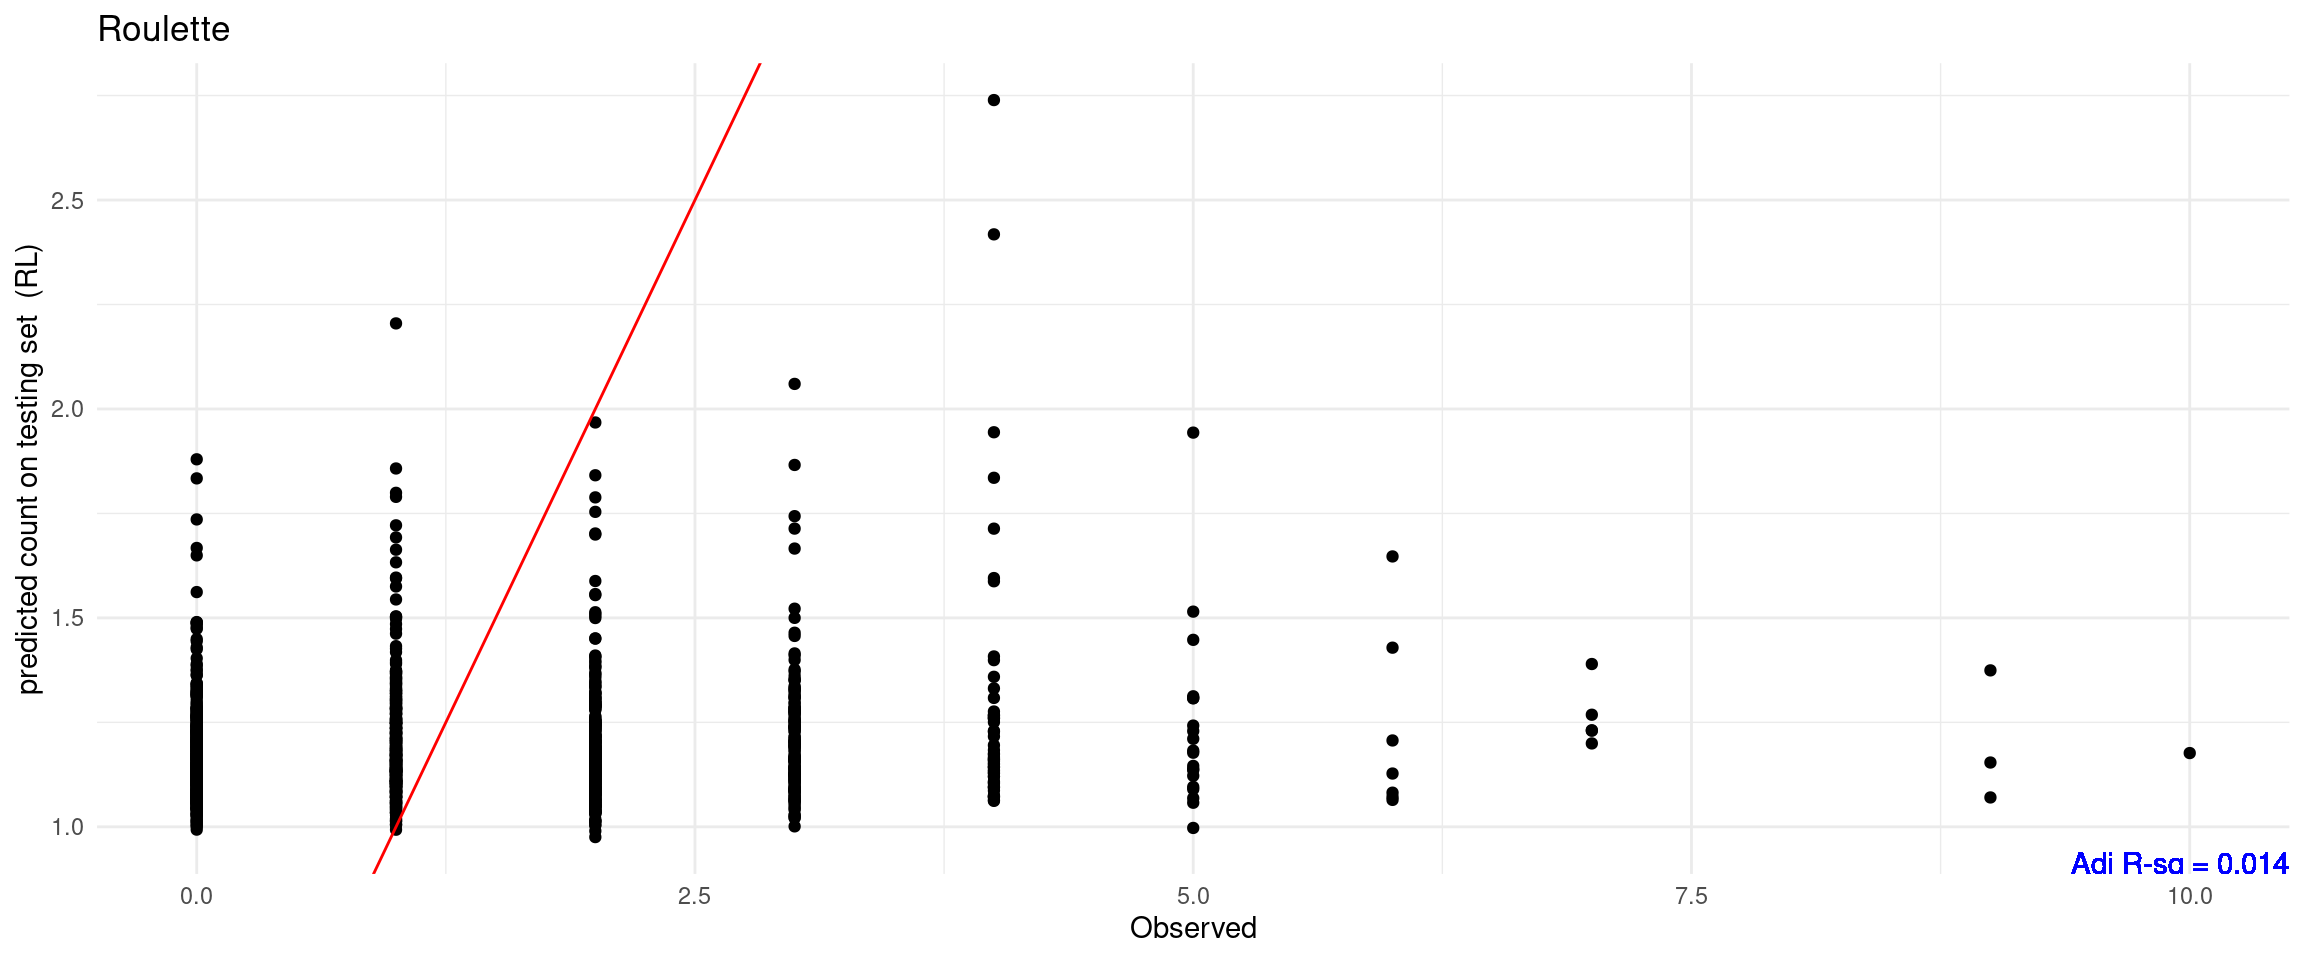 Roulette
predicted count on testing set (RL)
2.5
2.0
1.5
1.0
Adj R-sq = 0.014
0.0 2.5 5.0 7.5 10.0
Observed